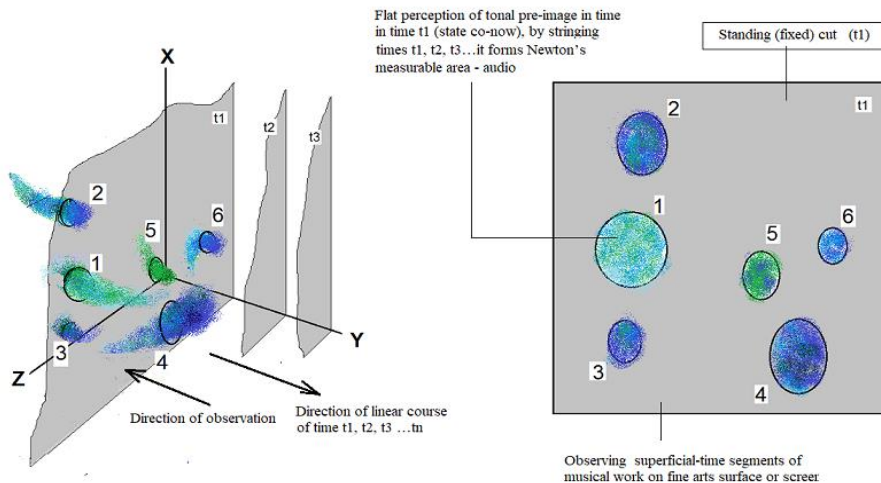 X
t1
t2
t3
2
5
6
1
3
4
Z
Y
Direction of observation
Direction of linear course
of time t1, t2, t3 ...tn
Flat perception of tonal pre-image in time
in time t1 (state co-now), by stringing
times t1, t2, t3...it forms Newton's
measurable area - audio
Standing (fixed) cut (t1)
t1
2
1
6
5
3
4
Observing superficial-time segments of
musical work on fine arts surface or screen